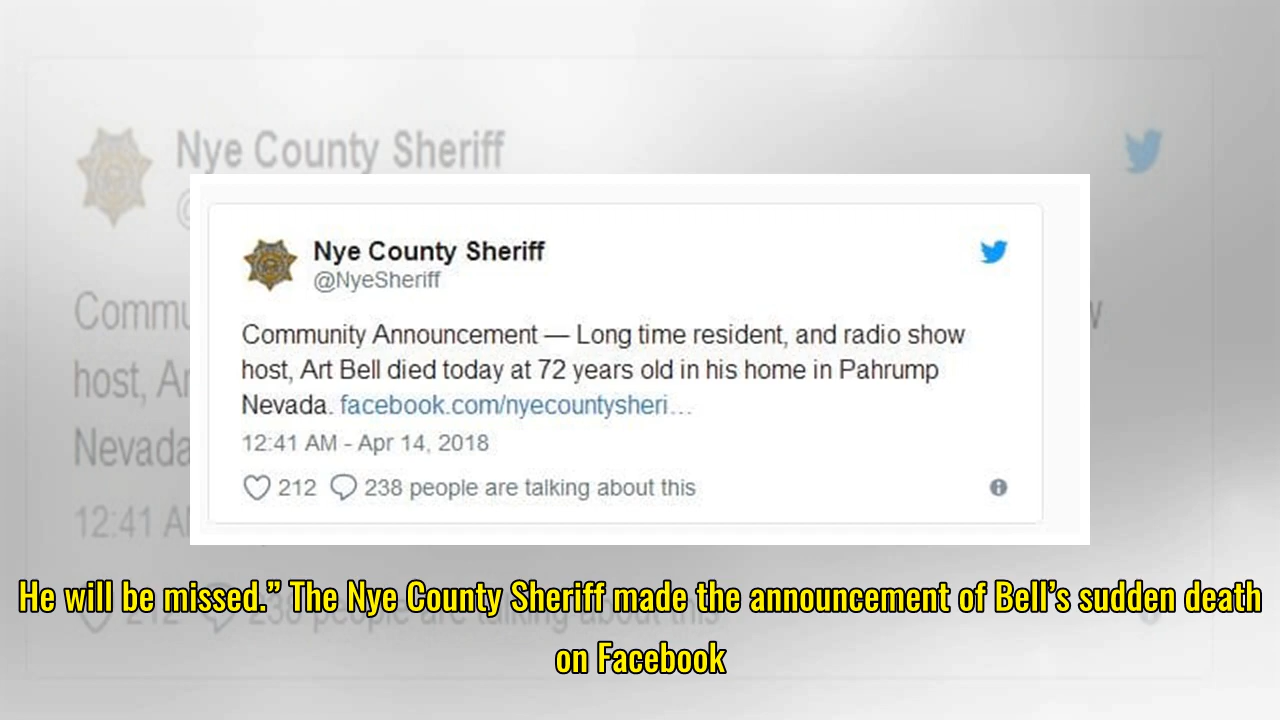 Nye County Sheriff
Nye County Sheriff
@NyeSheriff
Community Announcement — Long time resident, and radio show
host, Art Bell died today at 72 years old in his home in Pahrump
Nevada. facebook.com/nyecountysheri…
12:41 AM - Apr 14, 2018
212 238 people are talking about this
He will be missed.” The Nye County Sheriff made the announcement of Bell’s sudden death
on Facebook